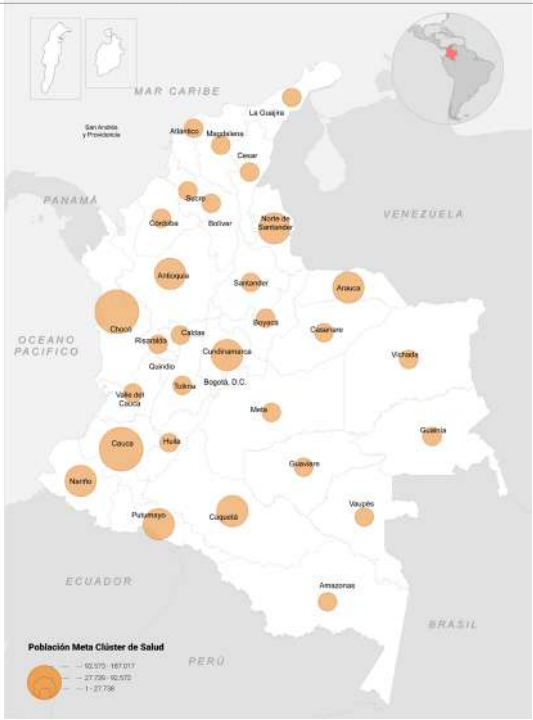 MAR CARIBE
San Andrés
y Providencia
La Guajira
Atlántico
Magdalena
Cesar
PANAMÁ
VENEZUELA
Sucre
Córdoba
Bolívar
Norte de
Santander
Antioquia
Santander
Arauca
Chocó
Boyacá
Casanare
OCEANO
PACIFICO
Risaralda
Caldas
Cundinamarca
Vichada
Quindío
Tolima
Bogotá, D.C.
Valle del
Cauca
Meta
Cauca
Huila
Guainía
Guaviare
Nariño
Putumayo
Caquetá
Vaupés
ECUADOR
Amazonas
BRASIL
PERÚ
Población Meta Clúster de Salud
92.573 - 187.017
27.739 - 92.572
1 - 27.738